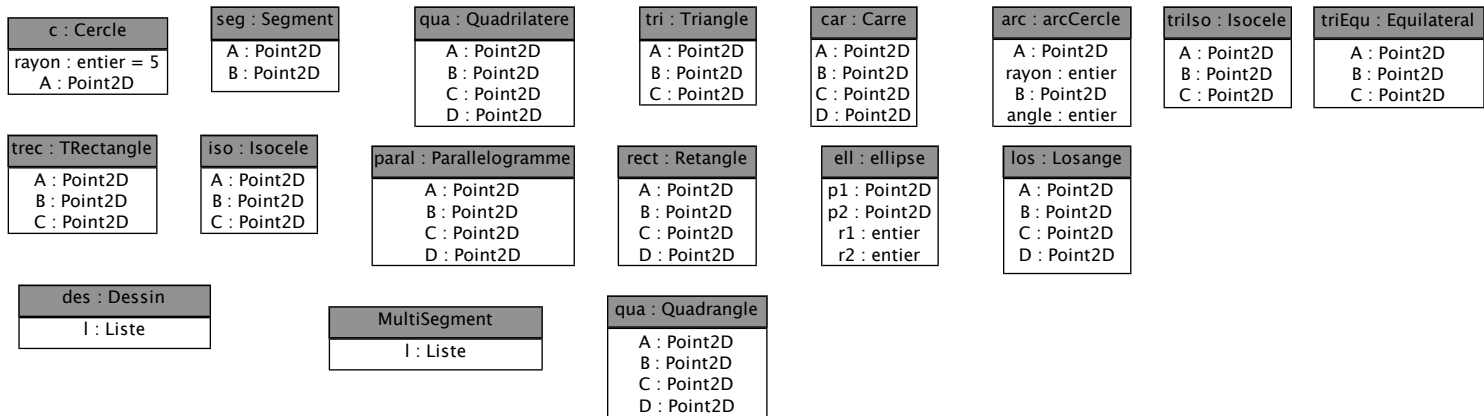 c : Cercle
rayon : entier = 5
A : Point2D
seg : Segment
A : Point2D
B : Point2D
qua : Quadrilatere
A : Point2D
B : Point2D
C : Point2D
D : Point2D
tri : Triangle
A : Point2D
B : Point2D
C : Point2D
car : Carre
A : Point2D
B : Point2D
C : Point2D
D : Point2D
arc : arcCercle
A : Point2D
rayon : entier
B : Point2D
angle : entier
triIso : Isocele
A : Point2D
B : Point2D
C : Point2D
triEqu : Equilateral
A : Point2D
B : Point2D
C : Point2D
trec : TRectangle
A : Point2D
B : Point2D
C : Point2D
iso : Isocele
A : Point2D
B : Point2D
C : Point2D
paral : Parallelogramme
A : Point2D
B : Point2D
C : Point2D
D : Point2D
rect : Retangle
A : Point2D
B : Point2D
C : Point2D
D : Point2D
ell : ellipse
p1 : Point2D
p2 : Point2D
r1 : entier
r2 : entier
los : Losange
A : Point2D
B : Point2D
C : Point2D
D : Point2D
des : Dessin
l : Liste
MultiSegment
l : Liste
qua : Quadrangle
A : Point2D
B : Point2D
C : Point2D
D : Point2D